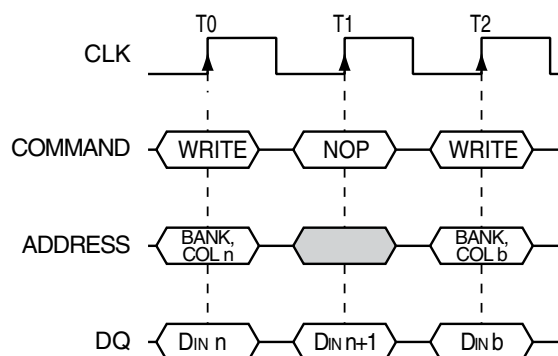 T0 T1 T2
CLK
COMMAND WRITE NOP WRITE
ADDRESS BANK, COL n BANK, COL b
DQ DIN n DIN n+1 DIN b